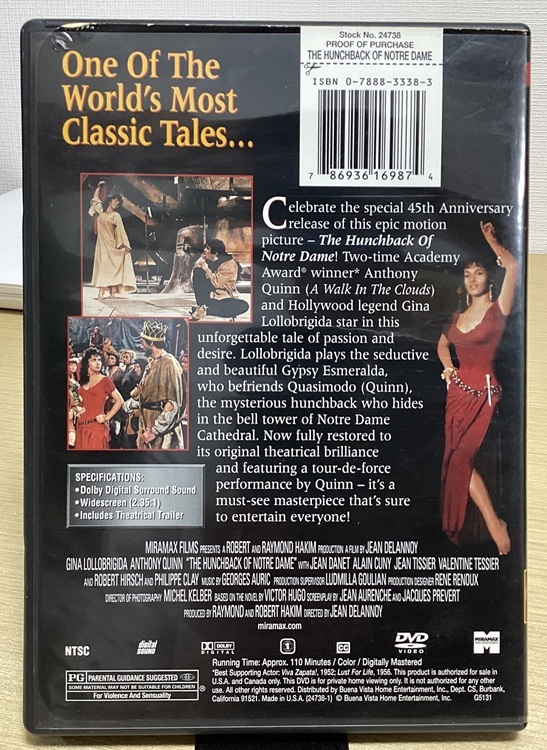 One Of The
World's Most
Classic Tales...
Stock No. 24738
PROOF OF PURCHASE
THE HUNCHBACK OF NOTRE DAME
ISBN 0-7888-3338-3
7 86936 16987 4
Celebrate the special 45th Anniversary
release of this epic motion
picture – The Hunchback Of
Notre Dame! Two-time Academy
Award® winner* Anthony
Quinn (A Walk In The Clouds)
and Hollywood legend Gina
Lollobrigida star in this
unforgettable tale of passion and
desire. Lollobrigida plays the seductive
and beautiful Gypsy Esmeralda,
who befriends Quasimodo (Quinn),
the mysterious hunchback who hides
in the bell tower of Notre Dame
Cathedral. Now fully restored to
its original theatrical brilliance
and featuring a tour-de-force
performance by Quinn – it's a
must-see masterpiece that's sure
to entertain everyone!
SPECIFICATIONS:
•Dolby Digital Surround Sound
•Widescreen (2.35:1)
•Includes Theatrical Trailer
MIRAMAX FILMS PRESENTS A ROBERT AND RAYMOND HAKIM PRODUCTION A FILM BY JEAN DELANNOY
GINA LOLLOBRIGIDA ANTHONY QUINN "THE HUNCHBACK OF NOTRE DAME" WITH JEAN DANET ALAIN CUNY JEAN TISSIER VALENTINE TESSIER
AND ROBERT HIRSCH AND PHILIPPE CLAY MUSIC BY GEORGES AURIC PRODUCTION SUPERVISOR LUDMILLA GOULIAN PRODUCTION DESIGNER RENE RENOUX
DIRECTOR OF PHOTOGRAPHY MICHEL KELBER BASED ON THE NOVEL BY VICTOR HUGO SCREENPLAY BY JEAN AURENCHE AND JACQUES PREVERT
PRODUCED BY RAYMOND AND ROBERT HAKIM DIRECTED BY JEAN DELANNOY
miramax.com
NTSC digital SOUND DOLBY DIGITAL 1 CC DVD VIDEO MIRAMAX
Running Time: Approx. 110 Minutes / Color / Digitally Mastered
*Best Supporting Actor: Viva Zapata!, 1952; Lust For Life, 1956. This product is authorized for sale in
U.S.A. and Canada only. This DVD is for private home viewing only. It is not authorized for any other
use. All other rights reserved. Distributed by Buena Vista Home Entertainment, Inc., Dept. CS, Burbank,
California 91521. Made in U.S.A. (24738-1) © Buena Vista Home Entertainment, Inc. G5131
PG PARENTAL GUIDANCE SUGGESTED
SOME MATERIAL MAY NOT BE SUITABLE FOR CHILDREN
For Violence And Sensuality